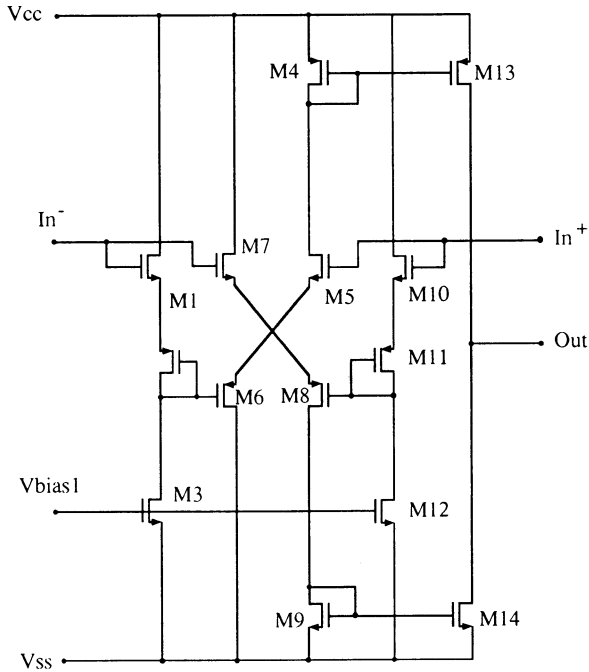 Vcc
M4
M13
In⁻
M7
In⁺
M1
M5
M10
Out
M11
M6
M8
Vbias1
M3
M12
M9
M14
Vss